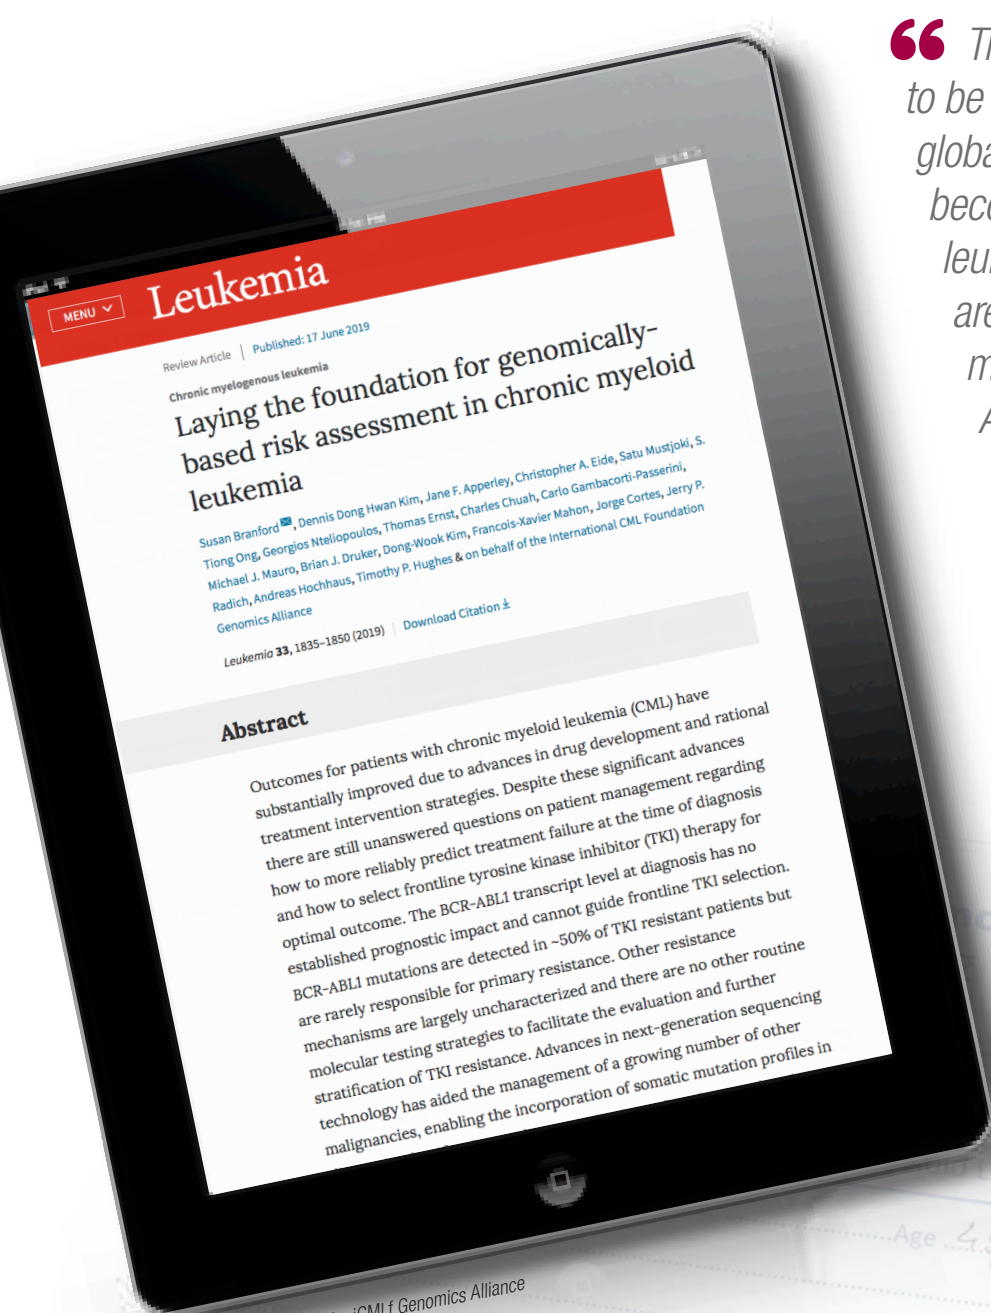 MENU
Leukemia
Review Article | Published: 17 June 2019
Chronic myelogenous leukemia
Laying the foundation for genomically-
based risk assessment in chronic myeloid
leukemia
Susan Branford, Dennis Dong Hwan Kim, Jane F. Apperley, Christopher A. Eide, Satu Mustjoki, S.
Tiong Ong, Georgios Nteliopoulos, Thomas Ernst, Charles Chuah, Carlo Gambacorti-Passerini,
Michael J. Mauro, Brian J. Druker, Dong-Wook Kim, Francois-Xavier Mahon, Jorge Cortes, Jerry P.
Radich, Andreas Hochhaus, Timothy P. Hughes & on behalf of the International CML Foundation
Genomics Alliance
Leukemia 33, 1835–1850 (2019) | Download Citation
Abstract
Outcomes for patients with chronic myeloid leukemia (CML) have
substantially improved due to advances in drug development and rational
treatment intervention strategies. Despite these significant advances
there are still unanswered questions on patient management regarding
how to more reliably predict treatment failure at the time of diagnosis
and how to select frontline tyrosine kinase inhibitor (TKI) therapy for
optimal outcome. The BCR-ABL1 transcript level at diagnosis has no
established prognostic impact and cannot guide frontline TKI selection.
BCR-ABL1 mutations are detected in ~50% of TKI resistant patients but
are rarely responsible for primary resistance. Other resistance
mechanisms are largely uncharacterized and there are no other routine
molecular testing strategies to facilitate the evaluation and further
stratification of TKI resistance. Advances in next-generation sequencing
technology has aided the management of a growing number of other
malignancies, enabling the incorporation of somatic mutation profiles in
“
to be
Age
iCMLf Genomics Alliance